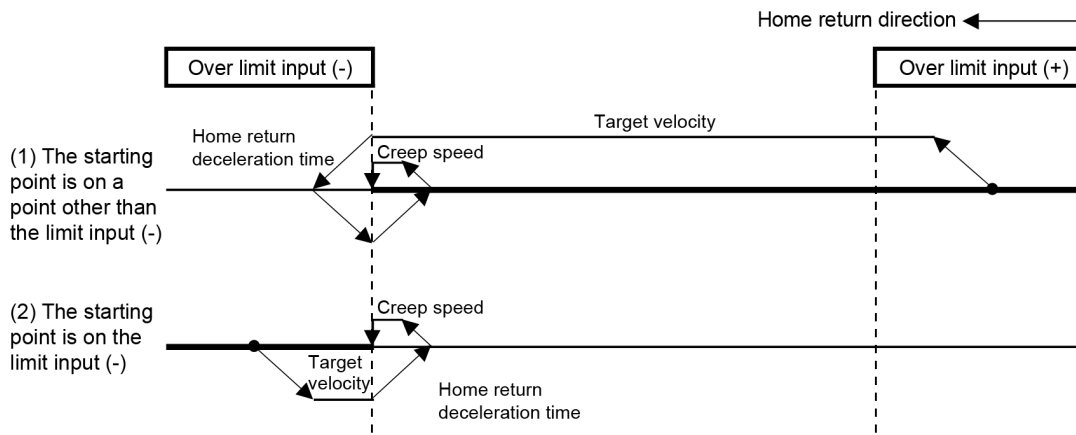 Home return direction
Over limit input (-)
Over limit input (+)
Target velocity
Home return
deceleration time
Creep speed
(1) The starting
point is on a
point other than
the limit input (-)
(2) The starting
point is on the
limit input (-)
Creep speed
Target
velocity
Home return
deceleration time